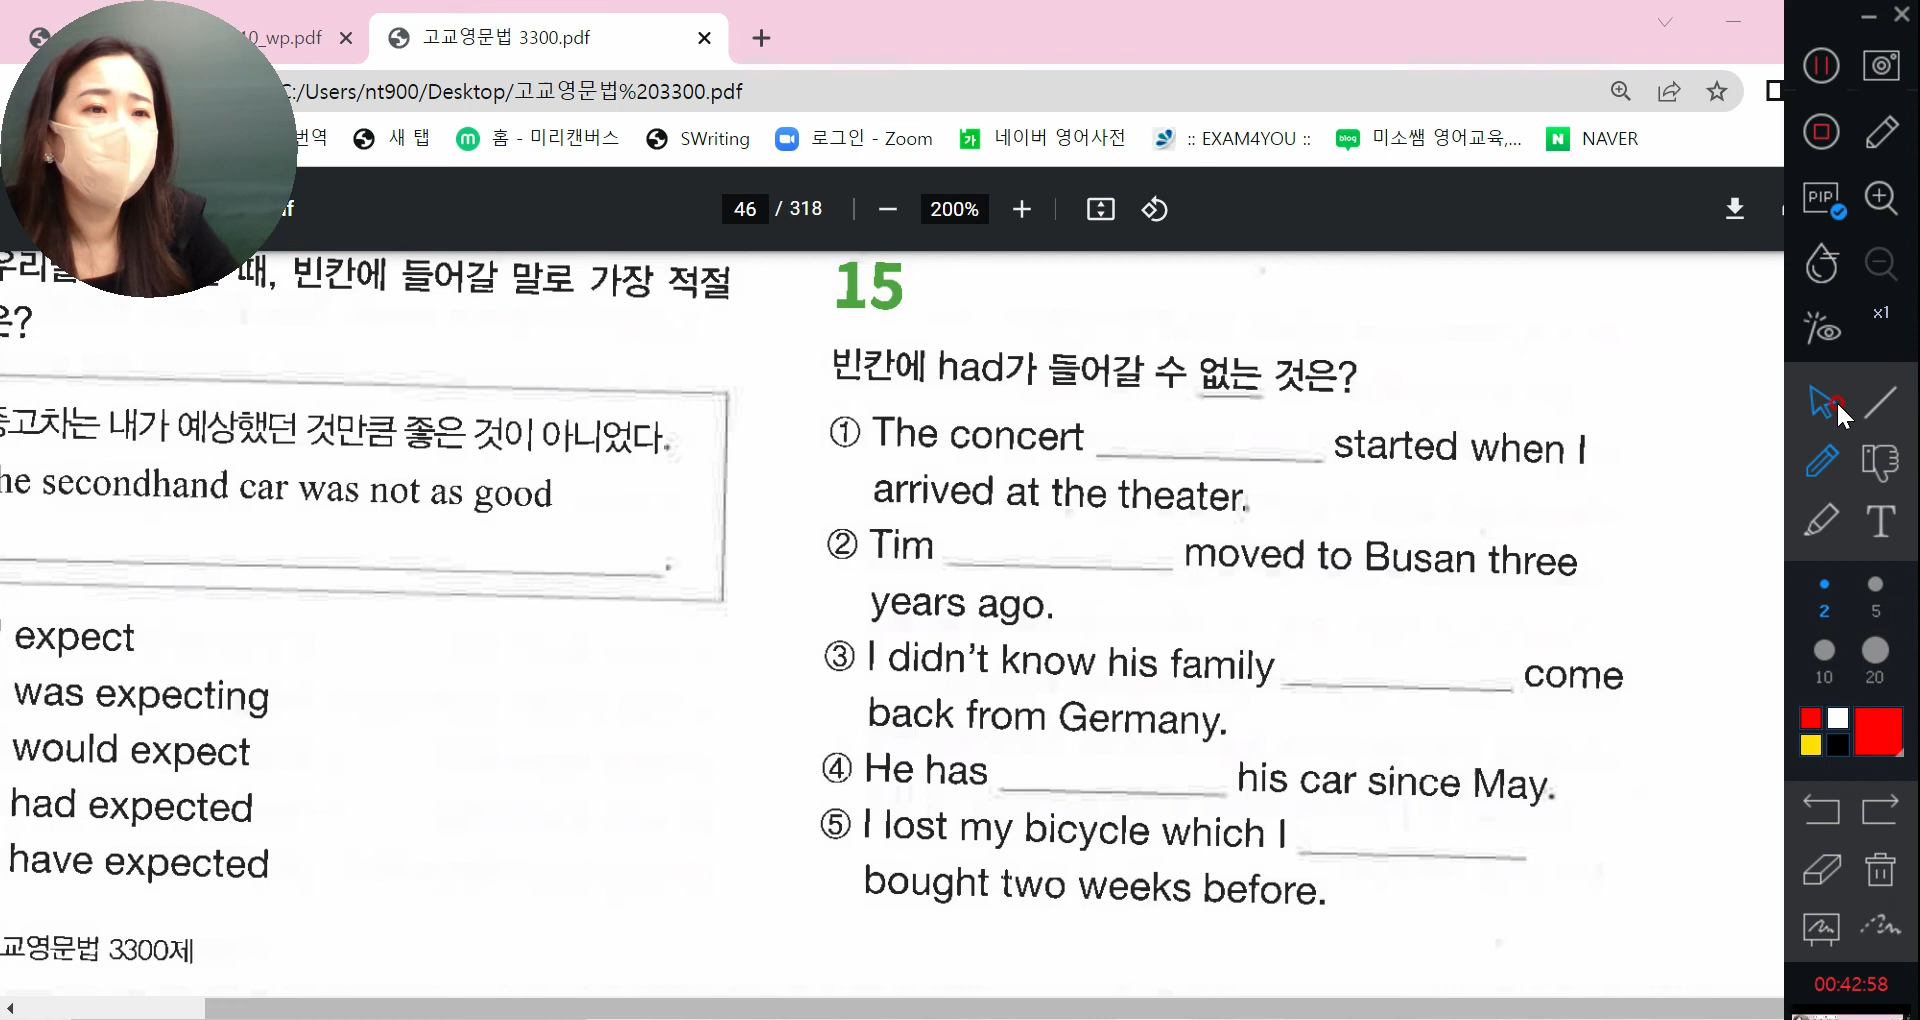 10_wp.pdf
고교영문법 3300.pdf
C:/Users/nt900/Desktop/고교영문법%203300.pdf
번역
새 탭
홈 - 미리캔버스
SWriting
로그인 - Zoom
네이버 영어사전
:: EXAM4YOU ::
미소쌤 영어교육,...
NAVER
46 / 318
200%
때, 빈칸에 들어갈 말로 가장 적절
은?
중고차는 내가 예상했던 것만큼 좋은 것이 아니었다.
he secondhand car was not as good
.
expect
was expecting
would expect
had expected
have expected
교영문법 3300제
15
빈칸에 had가 들어갈 수 없는 것은?
① The concert ____ started when I
arrived at the theater.
② Tim ____ moved to Busan three
years ago.
③ I didn't know his family ____ come
back from Germany.
④ He has ____ his car since May.
⑤ I lost my bicycle which I ____
bought two weeks before.
PIP
x1
T
2
5
10
20
00:42:58